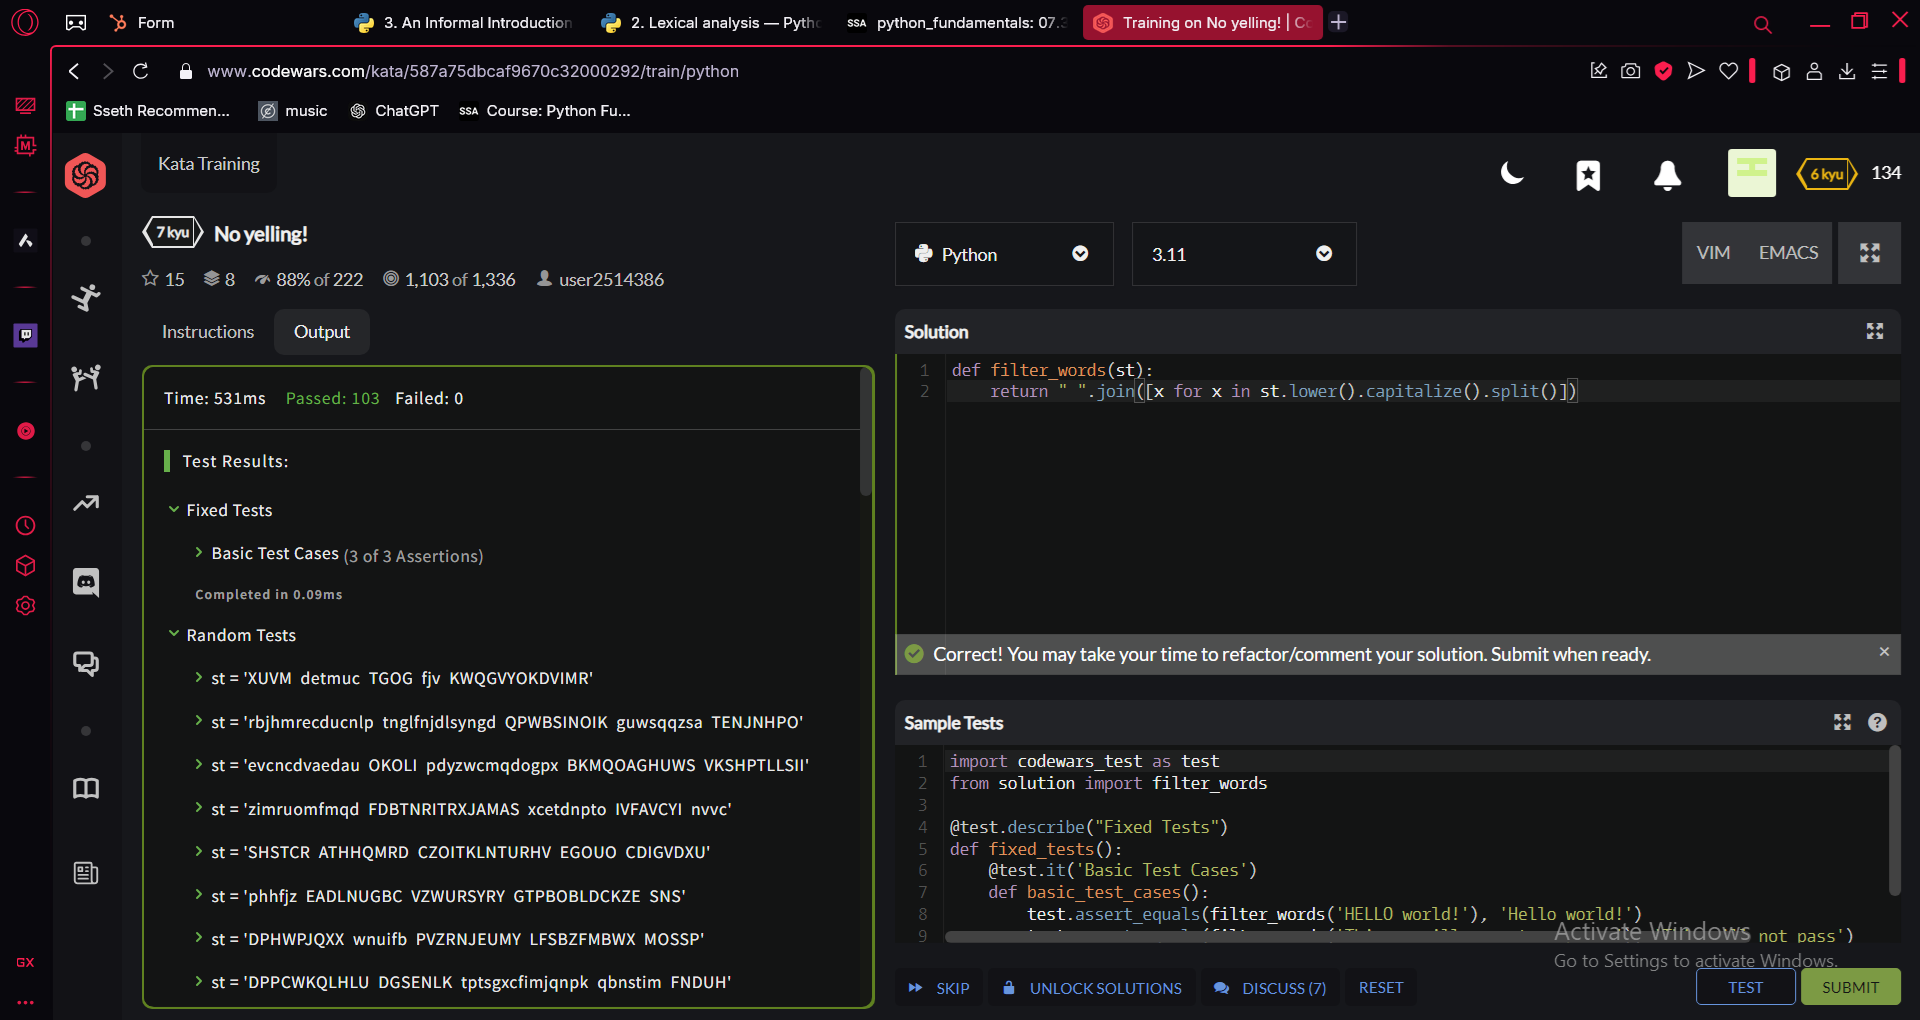 Form
3. An Informal Introduction
2. Lexical analysis — Pytho
SSA python_fundamentals: 07.3
Training on No yelling! | Co
www.codewars.com/kata/587a75dbcaf9670c32000292/train/python
Sseth Recommen...
music
ChatGPT
SSA Course: Python Fu...
Kata Training
6 kyu
134
7 kyu
No yelling!
15
8
88% of 222
1,103 of 1,336
user2514386
Python
3.11
VIM
EMACS
Instructions
Output
Time: 531ms Passed: 103 Failed: 0
Test Results:
Fixed Tests
Basic Test Cases (3 of 3 Assertions)
Completed in 0.09ms
Random Tests
st = 'XUVM  detmuc  TGOG  fjv  KWQGVYOKDVIMR'
st = 'rbjhmrecducnlp  tnglfnjdlsyngd  QPWBSINOIK  guwsqqzsa  TENJNHPO'
st = 'evcncdvaedau  OKOLI  pdyzwcmqdogpx  BKMQOAGHUWS  VKSHPTLLSII'
st = 'zimruomfmqd  FDBTNRITRXJAMAS  xcetdnpto  IVFAVCYI  nvvc'
st = 'SHSTCR  ATHHQMRD  CZOITKLNTURHV  EGOUO  CDIGVDXU'
st = 'phhfjz  EADLNUGBC  VZWURSYRY  GTPBOBLDCKZE  SNS'
st = 'DPHWPJQXX  wnuifb  PVZRNJEUMY  LFSBZFMBWX  MOSSP'
st = 'DPPCWKQLHLU  DGSENLK  tptsgxcfimjqnpk  qbnstim  FNDUH'
Solution
1 def filter_words(st):
2     return " ".join([x for x in st.lower().capitalize().split()])
Correct! You may take your time to refactor/comment your solution. Submit when ready.
Sample Tests
1 import codewars_test as test
2 from solution import filter_words
3
4 @test.describe("Fixed Tests")
5 def fixed_tests():
6     @test.it('Basic Test Cases')
7     def basic_test_cases():
8         test.assert_equals(filter_words('HELLO world!'), 'Hello world!')
9 not pass')
Activate Windows
Go to Settings to activate Windows.
SKIP
UNLOCK SOLUTIONS
DISCUSS (7)
RESET
TEST
SUBMIT
GX